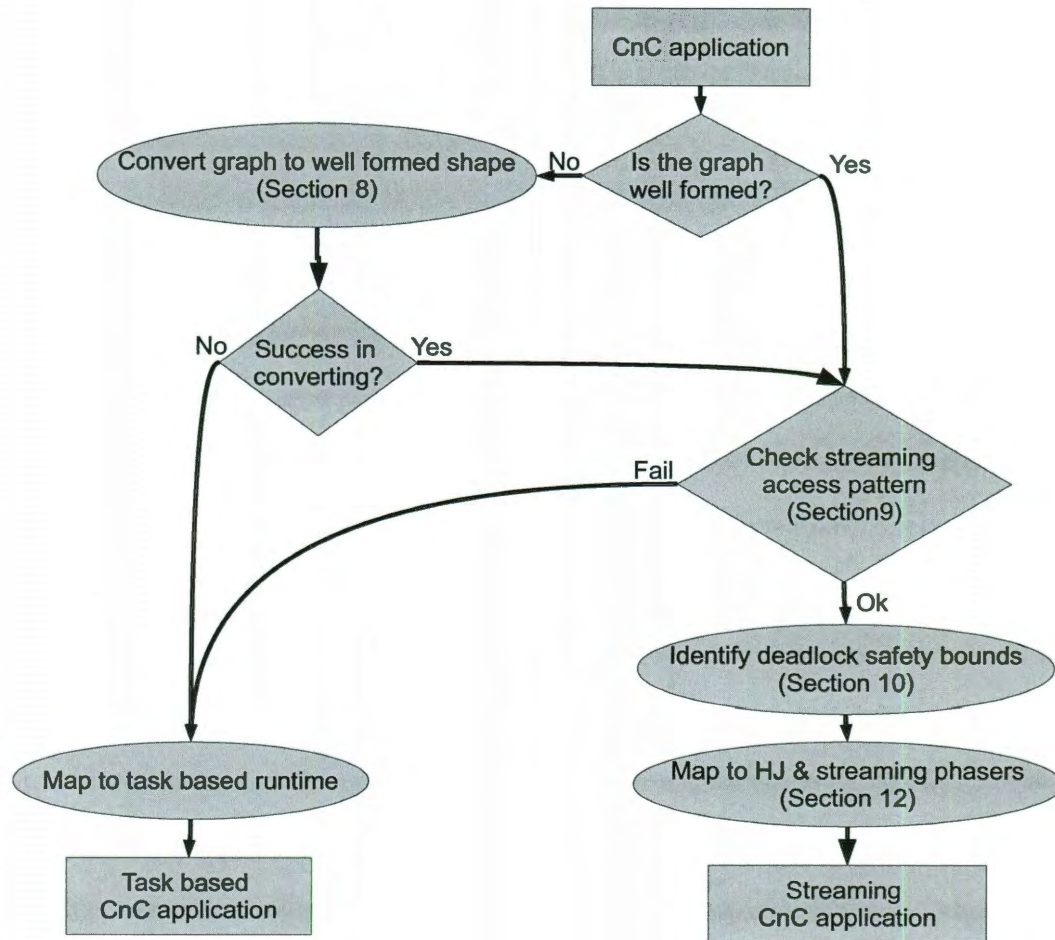 CnC application
Is the graph
well formed?
No
Yes
Convert graph to well formed shape
(Section 8)
Success in
converting?
No
Yes
Check streaming
access pattern
(Section9)
Fail
Ok
Identify deadlock safety bounds
(Section 10)
Map to task based runtime
Map to HJ & streaming phasers
(Section 12)
Task based
CnC application
Streaming
CnC application